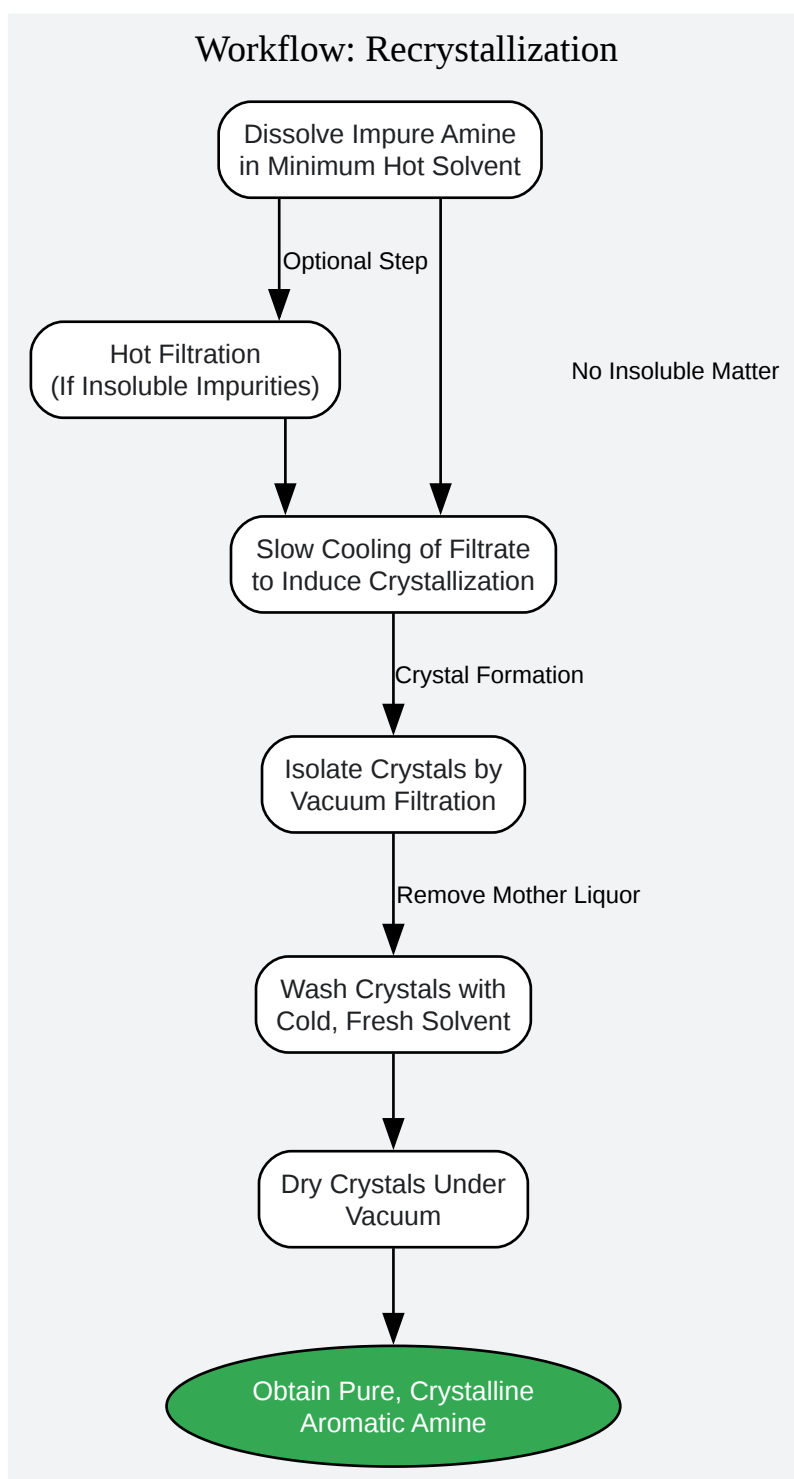 Workflow: Recrystallization
Dissolve Impure Amine
in Minimum Hot Solvent
Optional Step
Hot Filtration
(If Insoluble Impurities)
No Insoluble Matter
Slow Cooling of Filtrate
to Induce Crystallization
Crystal Formation
Isolate Crystals by
Vacuum Filtration
Remove Mother Liquor
Wash Crystals with
Cold, Fresh Solvent
Dry Crystals Under
Vacuum
Obtain Pure, Crystalline
Aromatic Amine